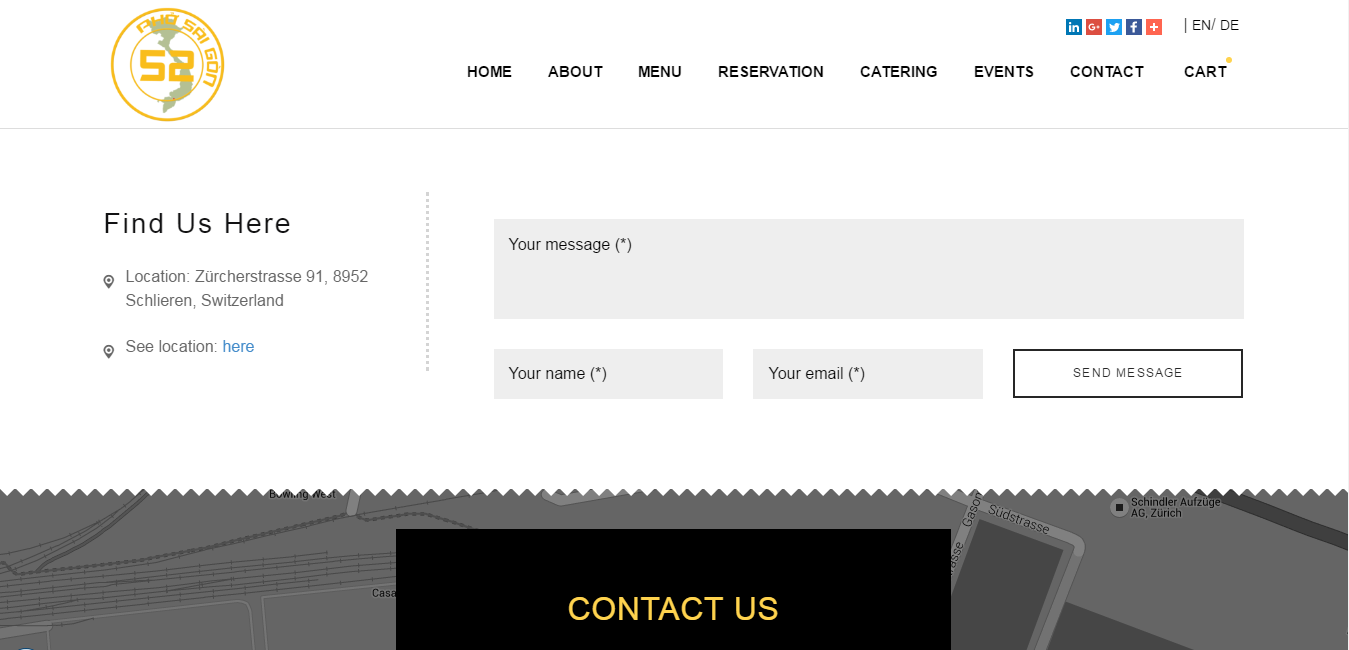 PHỞ SAI GON
52
| EN/ DE
HOME ABOUT MENU RESERVATION CATERING EVENTS CONTACT CART
Find Us Here
Location: Zürcherstrasse 91, 8952
Schlieren, Switzerland
See location: here
Your message (*)
Your name (*)
Your email (*)
SEND MESSAGE
Bowling West
Gason
Südstrasse
Schindler Aufzüge
AG, Zürich
rasse
Casa
CONTACT US